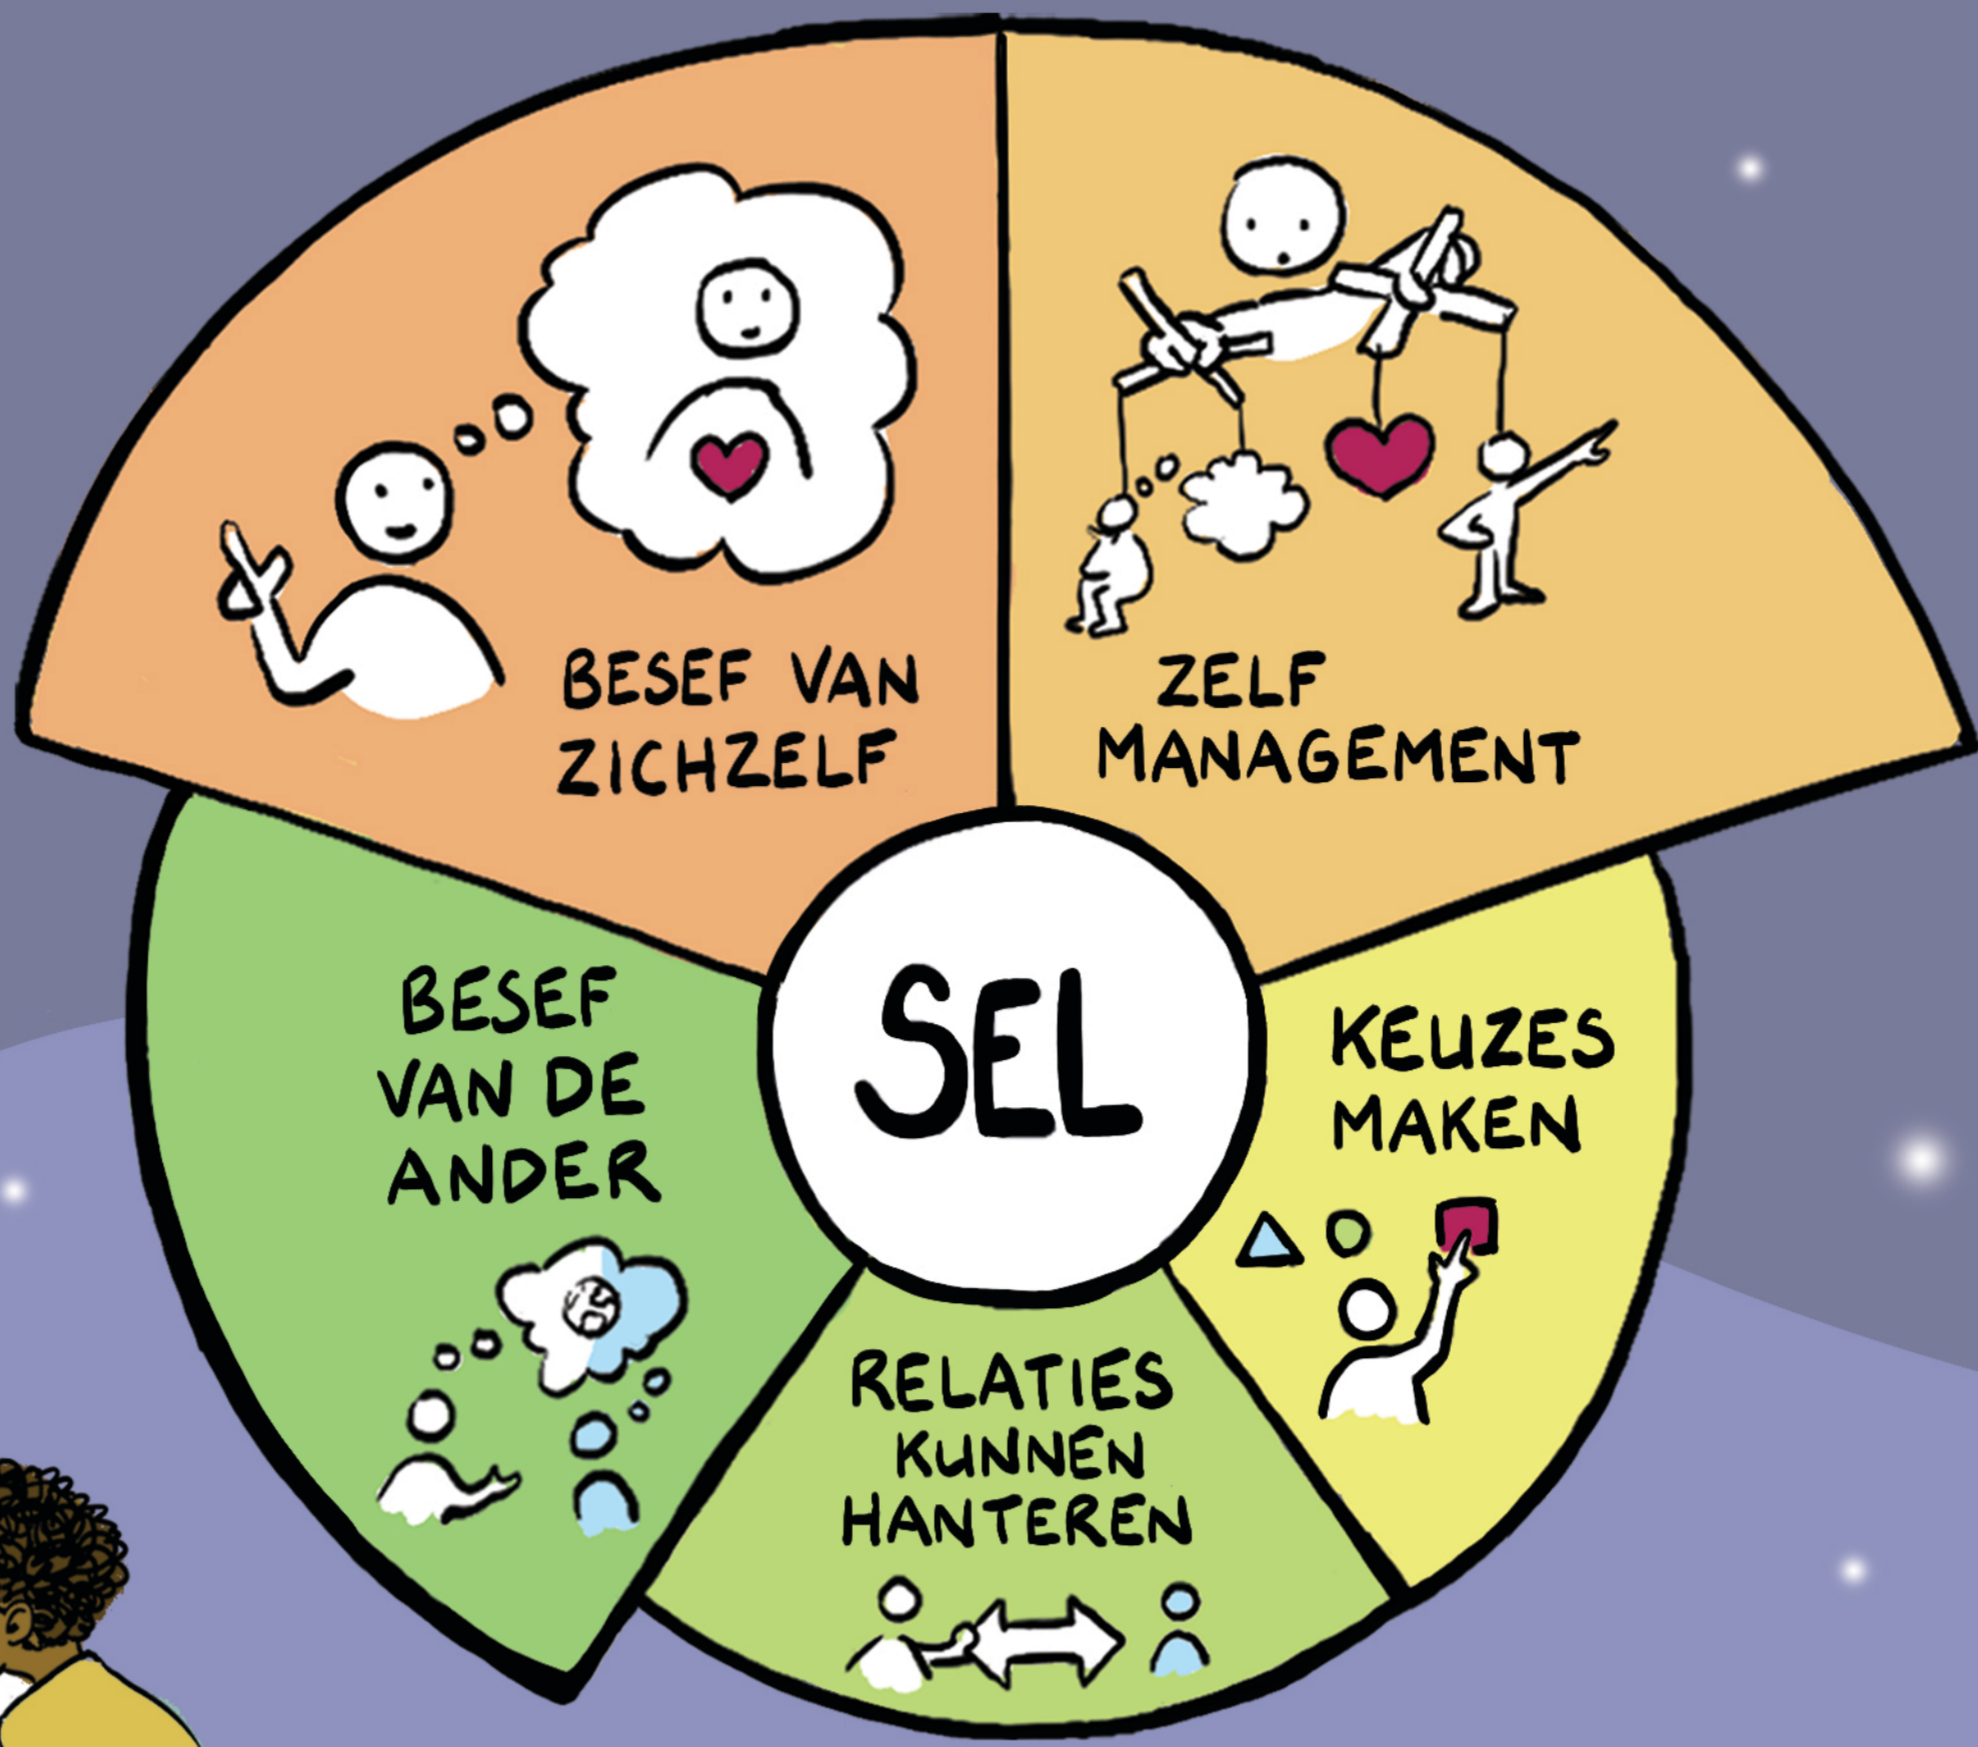 BESEF VAN
ZICHZELF
ZELF
MANAGEMENT
BESEF
VAN DE
ANDER
SEL
KEUZES
MAKEN
RELATIES
KUNNEN
HANTEREN